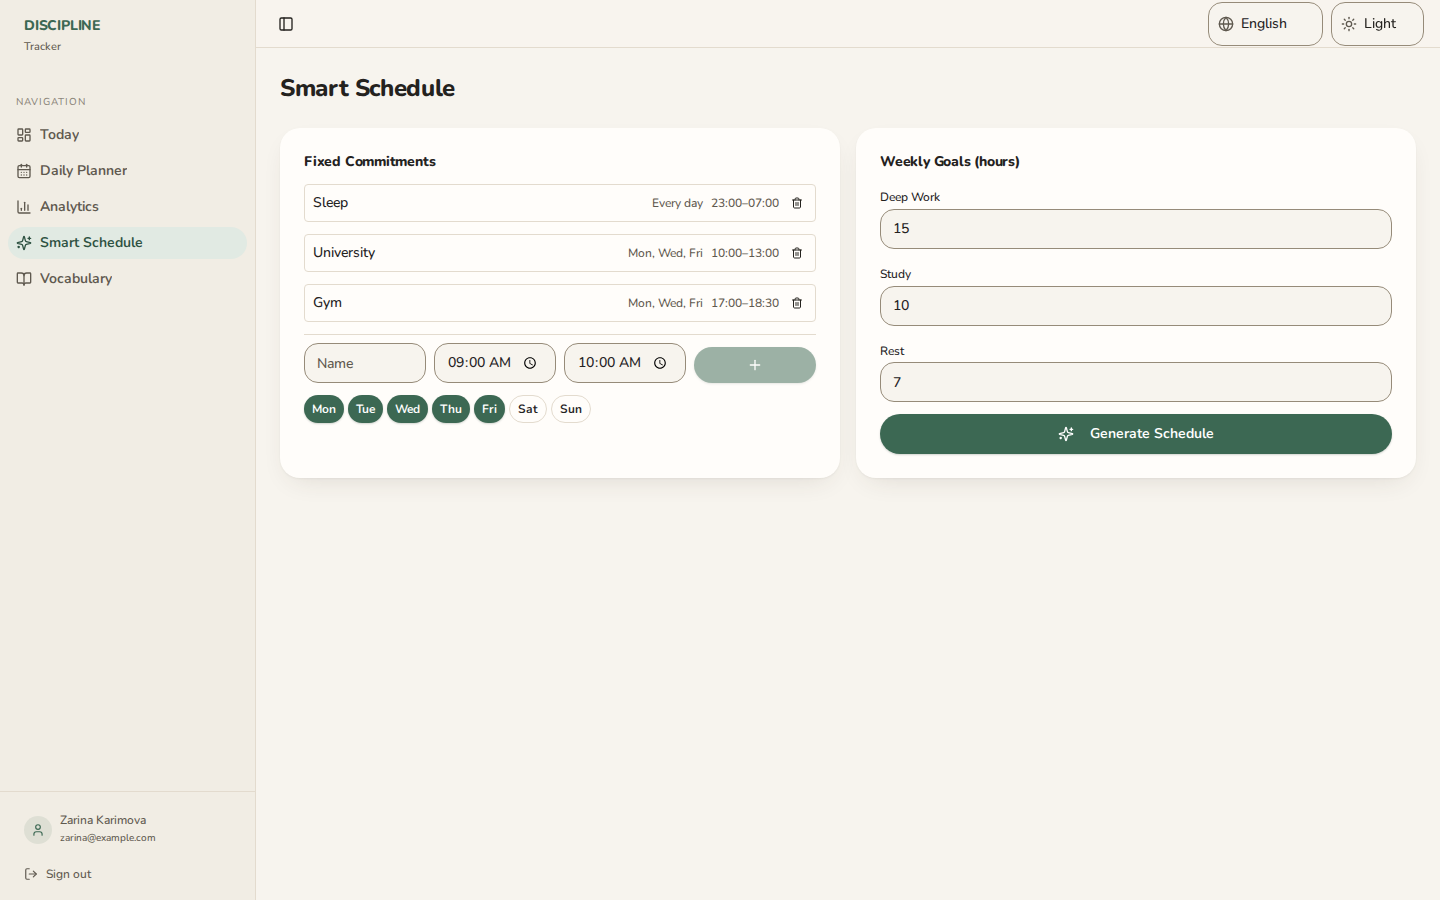 DISCIPLINE
Tracker
NAVIGATION
Today
Daily Planner
Analytics
Smart Schedule
Vocabulary
Zarina Karimova
zarina@example.com
Sign out
English
Light
Smart Schedule
Fixed Commitments
Sleep Every day 23:00–07:00
University Mon, Wed, Fri 10:00–13:00
Gym Mon, Wed, Fri 17:00–18:30
Name 09:00 AM 10:00 AM
Mon Tue Wed Thu Fri Sat Sun
Weekly Goals (hours)
Deep Work
15
Study
10
Rest
7
Generate Schedule